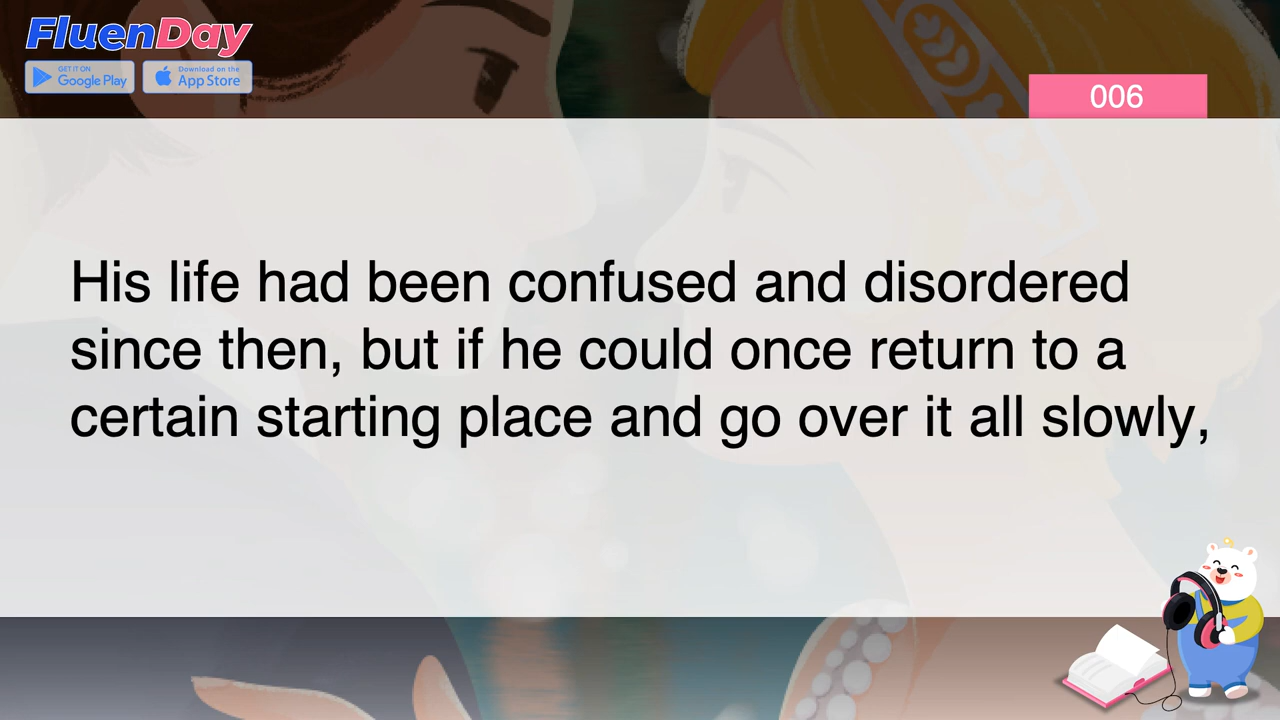 FluenDay
GET IT ON
Google Play
Download on the
App Store
006
His life had been confused and disordered
since then, but if he could once return to a
certain starting place and go over it all slowly,